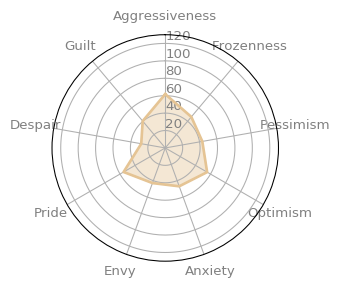 Aggressiveness
120
Guilt
Frozenness
100
80
60
40
20
Despair
Pessimism
Pride
Optimism
Envy
Anxiety